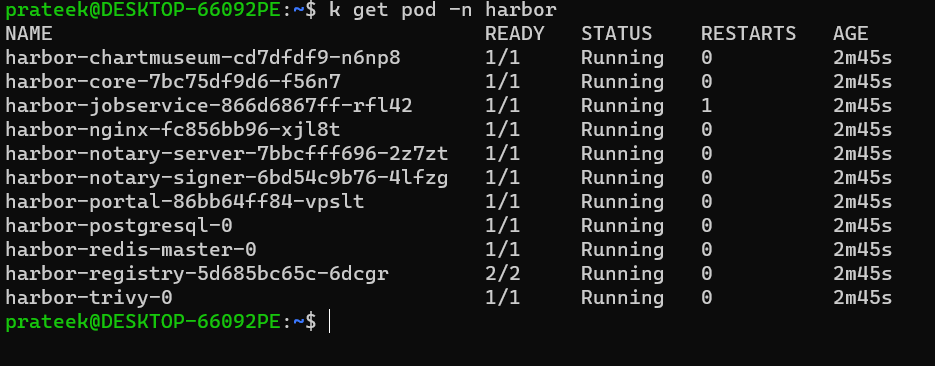 prateek@DESKTOP-66092PE:~$ k get pod -n harbor
NAME READY STATUS RESTARTS AGE
harbor-chartmuseum-cd7dfdf9-n6np8 1/1 Running 0 2m45s
harbor-core-7bc75df9d6-f56n7 1/1 Running 0 2m45s
harbor-jobservice-866d6867ff-rfl42 1/1 Running 1 2m45s
harbor-nginx-fc856bb96-xjl8t 1/1 Running 0 2m45s
harbor-notary-server-7bbcfff696-2z7zt 1/1 Running 0 2m45s
harbor-notary-signer-6bd54c9b76-4lfzg 1/1 Running 0 2m45s
harbor-portal-86bb64ff84-vpslt 1/1 Running 0 2m45s
harbor-postgresql-0 1/1 Running 0 2m45s
harbor-redis-master-0 1/1 Running 0 2m45s
harbor-registry-5d685bc65c-6dcgr 2/2 Running 0 2m45s
harbor-trivy-0 1/1 Running 0 2m45s
prateek@DESKTOP-66092PE:~$